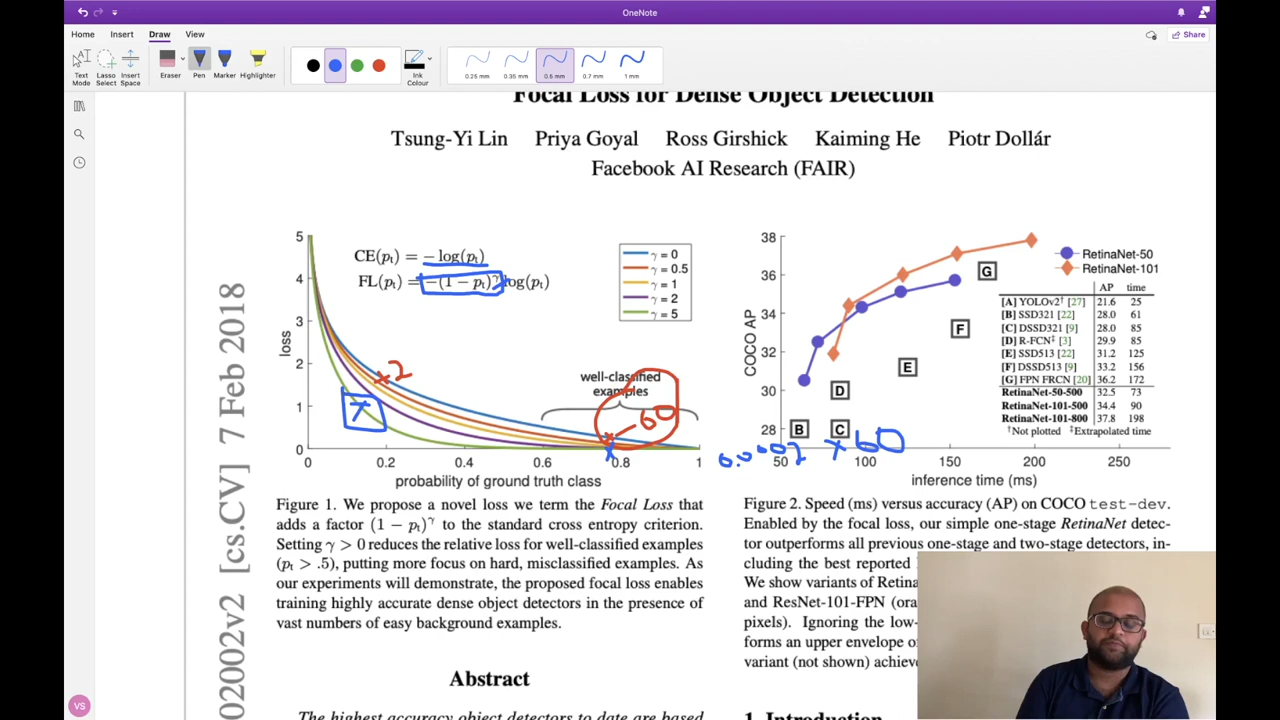 OneNote
Home Insert Draw View
Share
Text Mode
Lasso Select
Insert Space
Eraser
Pen
Marker
Highlighter
Ink Colour
0.25 mm
0.35 mm
0.5 mm
0.7 mm
1 mm
Focal Loss for Dense Object Detection
Tsung-Yi Lin Priya Goyal Ross Girshick Kaiming He Piotr Dollár
Facebook AI Research (FAIR)
02002v2 [cs.CV] 7 Feb 2018
5
4
3
2
1
0
loss
CE(pt) = − log(pt)
FL(pt) = −(1 − pt)γ log(pt)
γ = 0
γ = 0.5
γ = 1
γ = 2
γ = 5
well-classified
examples
×2
7
60
0 0.2 0.4 0.6 0.8 1
probability of ground truth class
38
36
34
32
30
28
COCO AP
RetinaNet-50
RetinaNet-101
G
F
E
D
B
C
AP time
[A] YOLOv2† [27] 21.6 25
[B] SSD321 [22] 28.0 61
[C] DSSD321 [9] 28.0 85
[D] R-FCN‡ [3] 29.9 85
[E] SSD513 [22] 31.2 125
[F] DSSD513 [9] 33.2 156
[G] FPN FRCN [20] 36.2 172
RetinaNet-50-500 32.5 73
RetinaNet-101-500 34.4 90
RetinaNet-101-800 37.8 198
†Not plotted ‡Extrapolated time
×60
50 100 150 200 250
inference time (ms)
Figure 1. We propose a novel loss we term the Focal Loss that
adds a factor (1 − pt)γ to the standard cross entropy criterion.
Setting γ > 0 reduces the relative loss for well-classified examples
(pt > .5), putting more focus on hard, misclassified examples. As
our experiments will demonstrate, the proposed focal loss enables
training highly accurate dense object detectors in the presence of
vast numbers of easy background examples.
Figure 2. Speed (ms) versus accuracy (AP) on COCO test-dev.
Enabled by the focal loss, our simple one-stage RetinaNet detec-
tor outperforms all previous one-stage and two-stage detectors, in-
cluding the best reported
We show variants of Retina
and ResNet-101-FPN (ora
pixels). Ignoring the low-
forms an upper envelope o
variant (not shown) achieve
Abstract
The highest accuracy object detectors to date are based
1. Introduction
VS